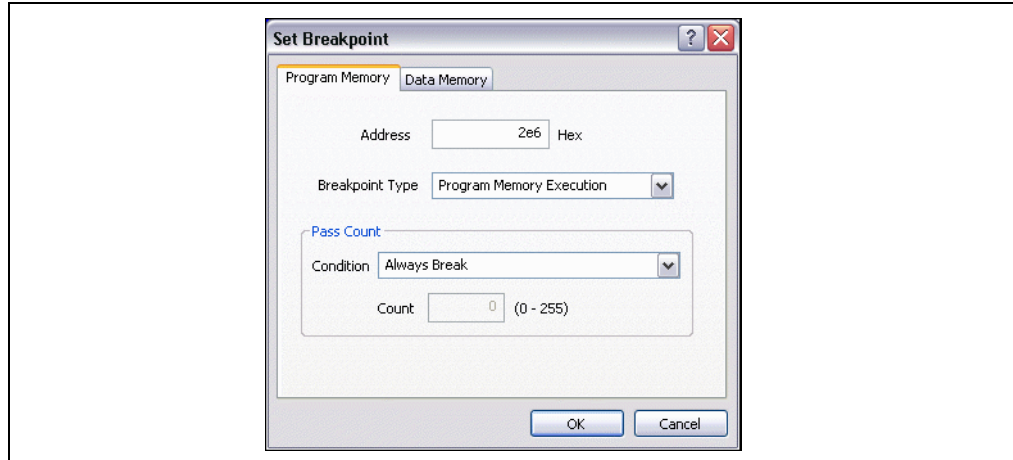 Set Breakpoint
Program Memory Data Memory
Address 2e6 Hex
Breakpoint Type Program Memory Execution
Pass Count
Condition Always Break
Count 0 (0 - 255)
OK Cancel